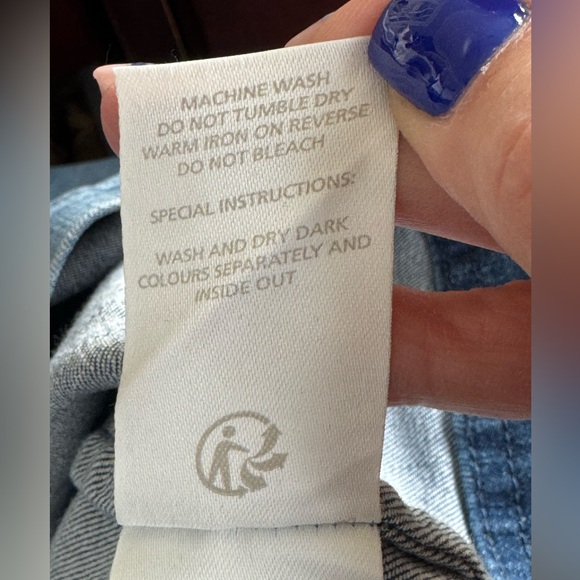 MACHINE WASH
DO NOT TUMBLE DRY
WARM IRON ON REVERSE
DO NOT BLEACH
SPECIAL INSTRUCTIONS:
WASH AND DRY DARK
COLOURS SEPARATELY AND
INSIDE OUT